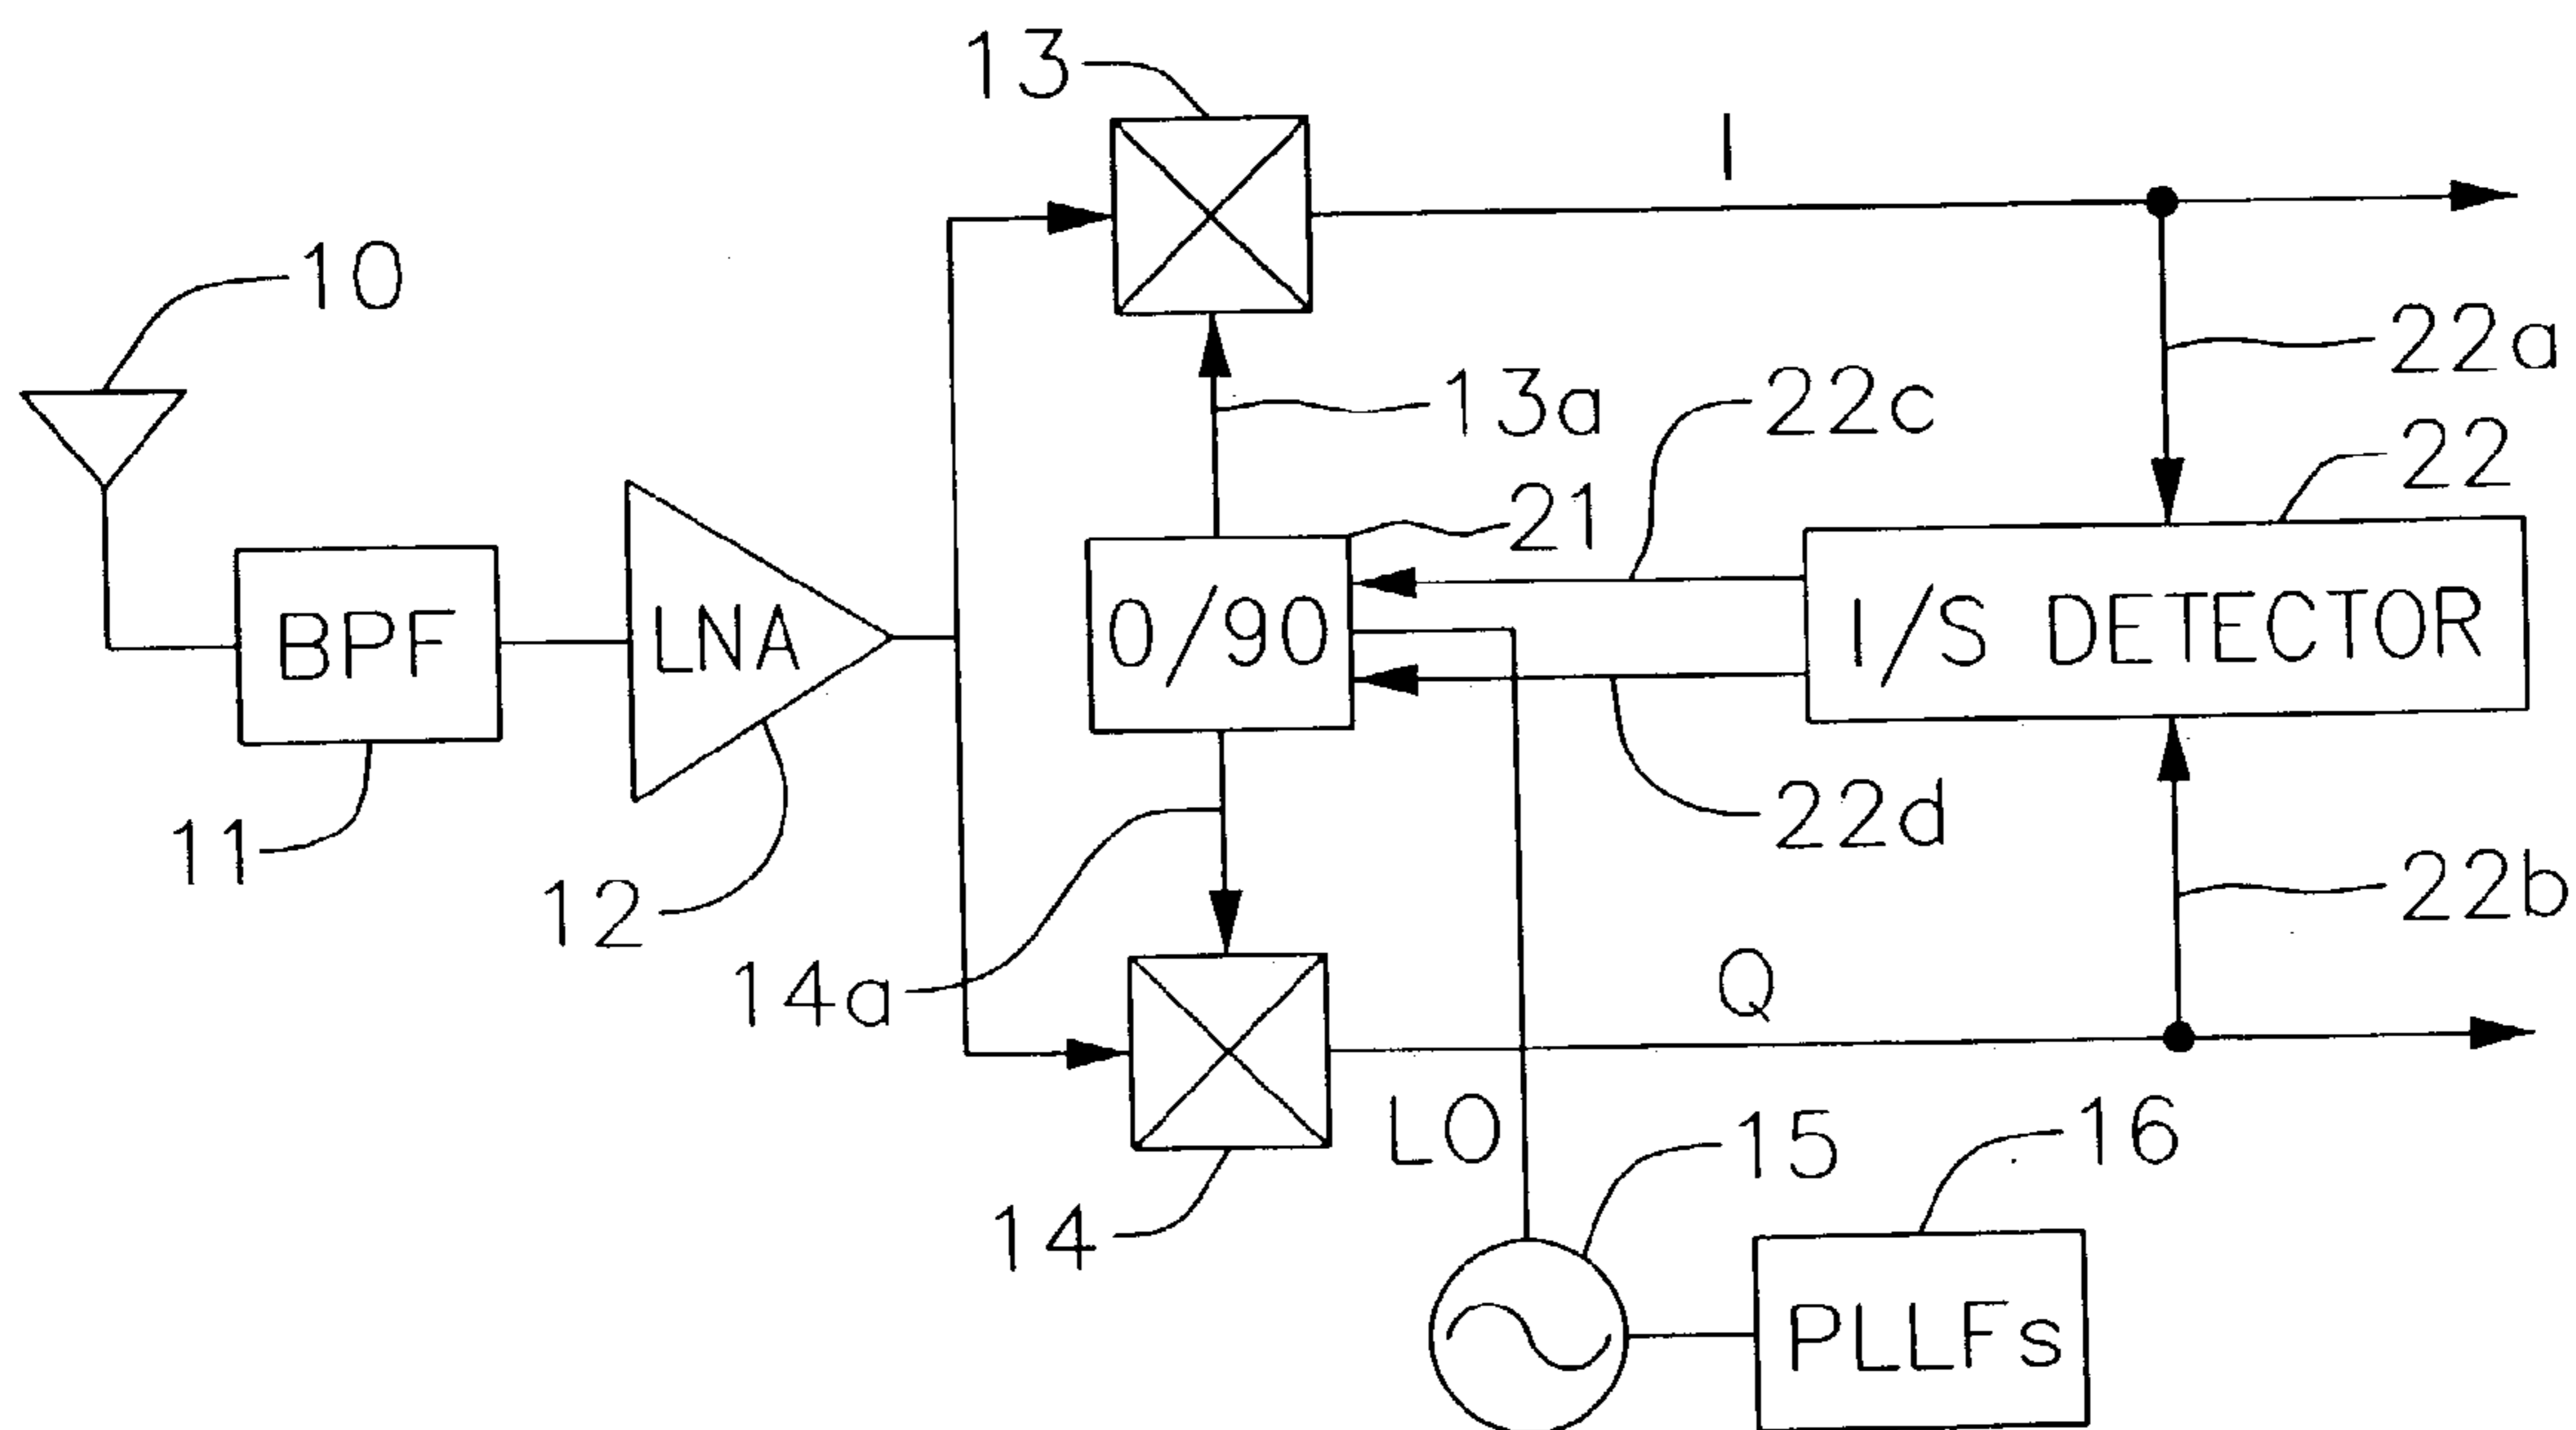 13
I
10
22a
13a
22c
22
21
BPF
LNA
0/90
I/S DETECTOR
22d
11
12
22b
14a
Q
LO
15
16
14
PLLFs